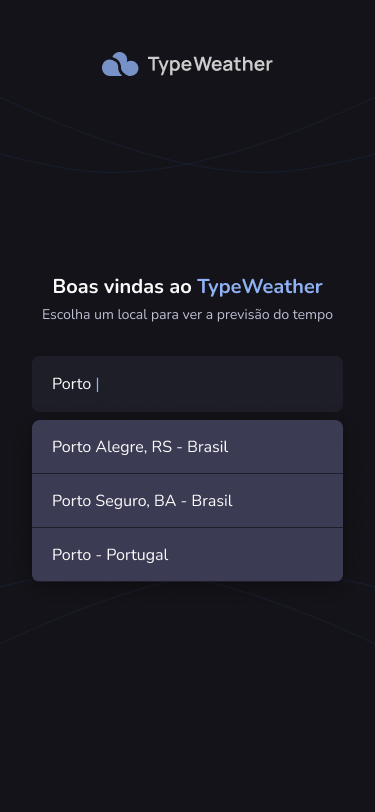 TypeWeather
Boas vindas ao TypeWeather
Escolha um local para ver a previsão do tempo
Porto |
Porto Alegre, RS - Brasil
Porto Seguro, BA - Brasil
Porto - Portugal